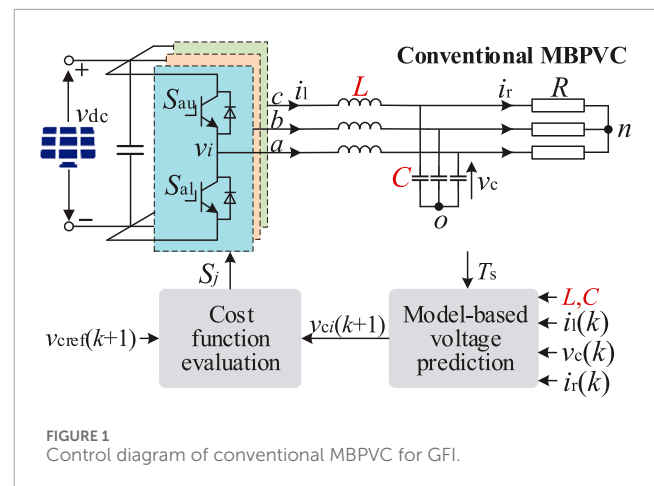 Conventional MBPVC
+
vdc
−
Sau
vi
Sal
c
il
b
a
L
ir
R
n
C
vc
o
Sj
Ts
Cost function evaluation
vcref(k+1)
vci(k+1)
Model-based voltage prediction
L,C
il(k)
vc(k)
ir(k)
FIGURE 1
Control diagram of conventional MBPVC for GFI.